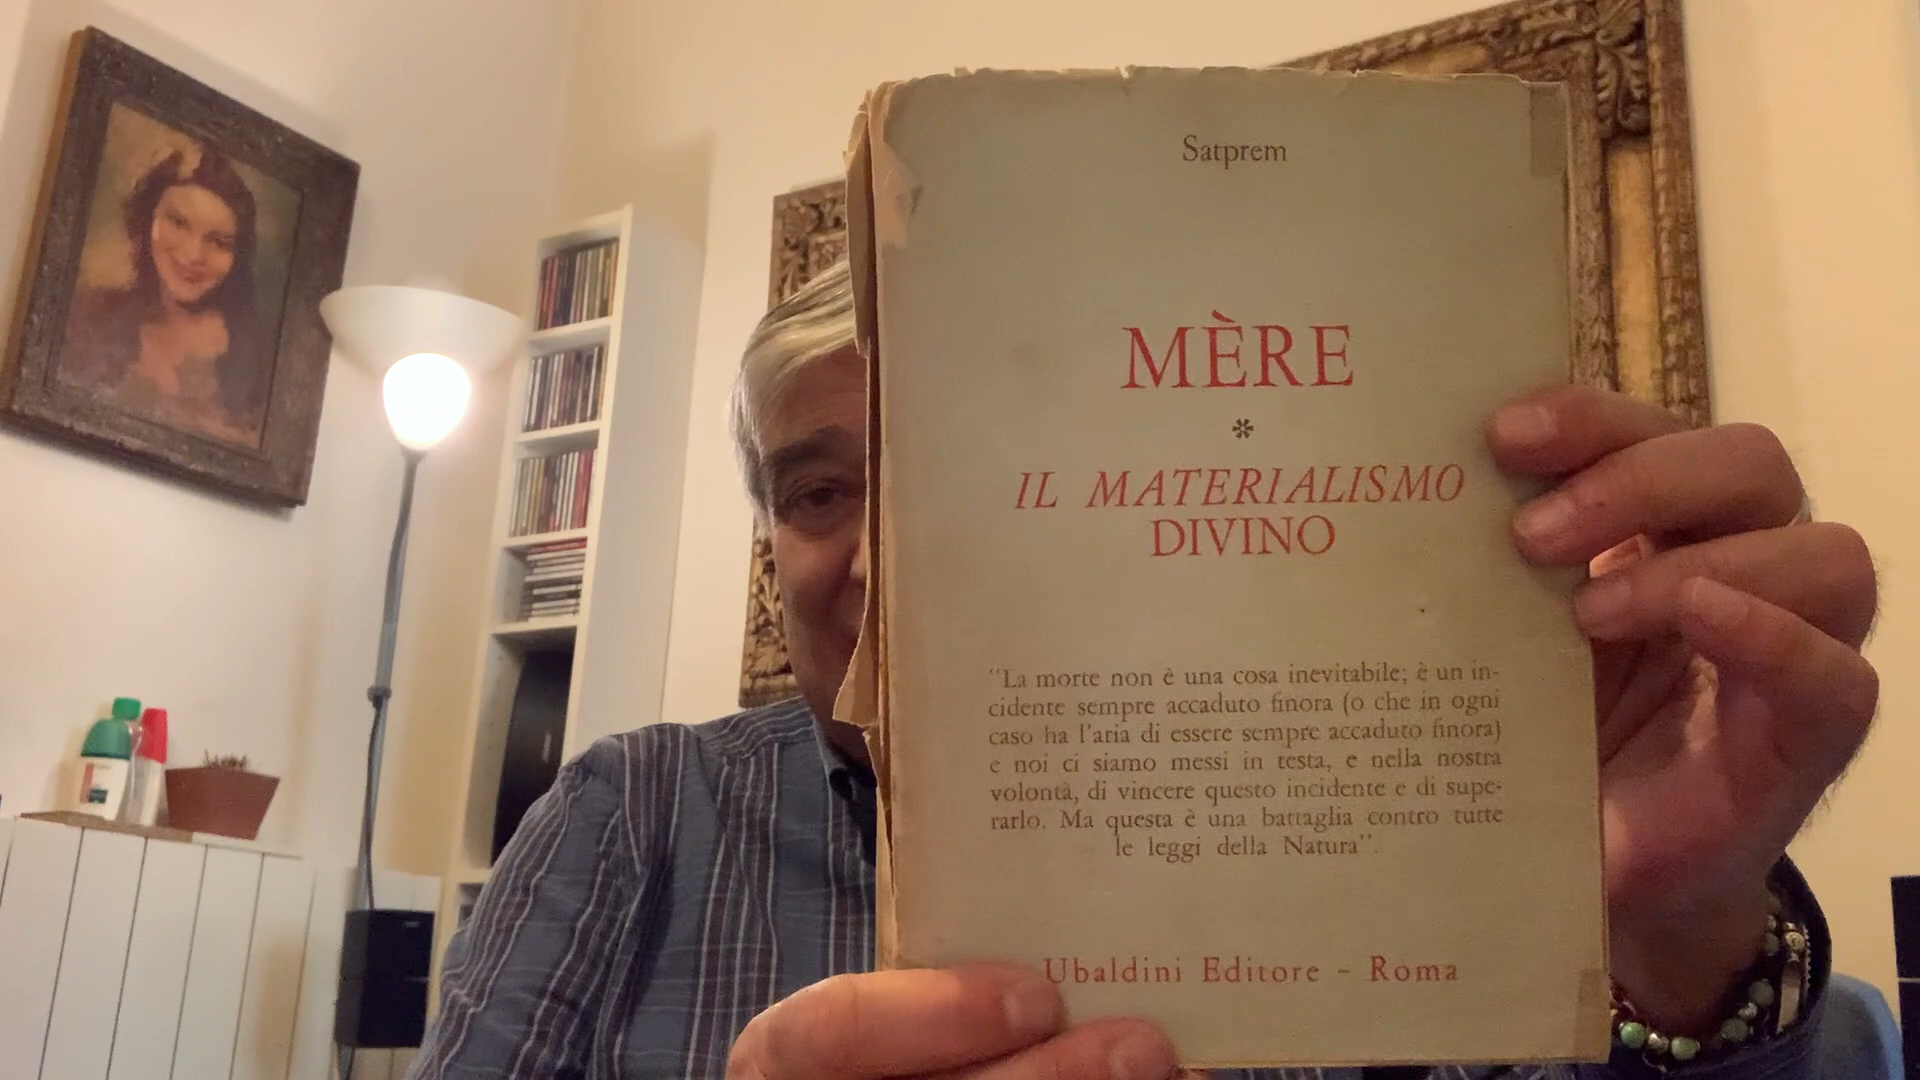 Satprem
MÈRE
*
IL MATERIALISMO
DIVINO
"La morte non è una cosa inevitabile; è un in-
cidente sempre accaduto finora (o che in ogni
caso ha l'aria di essere sempre accaduto finora)
e noi ci siamo messi in testa, e nella nostra
volontà, di vincere questo incidente e di supe-
rarlo. Ma questa è una battaglia contro tutte
le leggi della Natura".
Ubaldini Editore - Roma